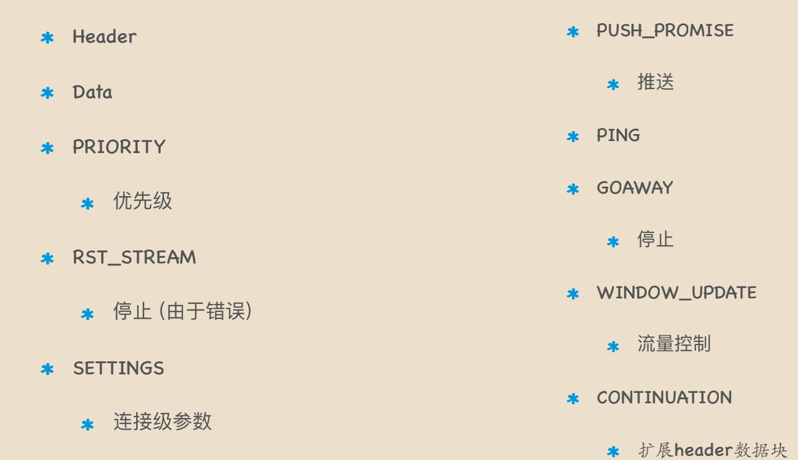 Header
Data
PRIORITY
优先级
RST_STREAM
停止 (由于错误)
SETTINGS
连接级参数
PUSH_PROMISE
推送
PING
GOAWAY
停止
WINDOW_UPDATE
流量控制
CONTINUATION
扩展header数据块